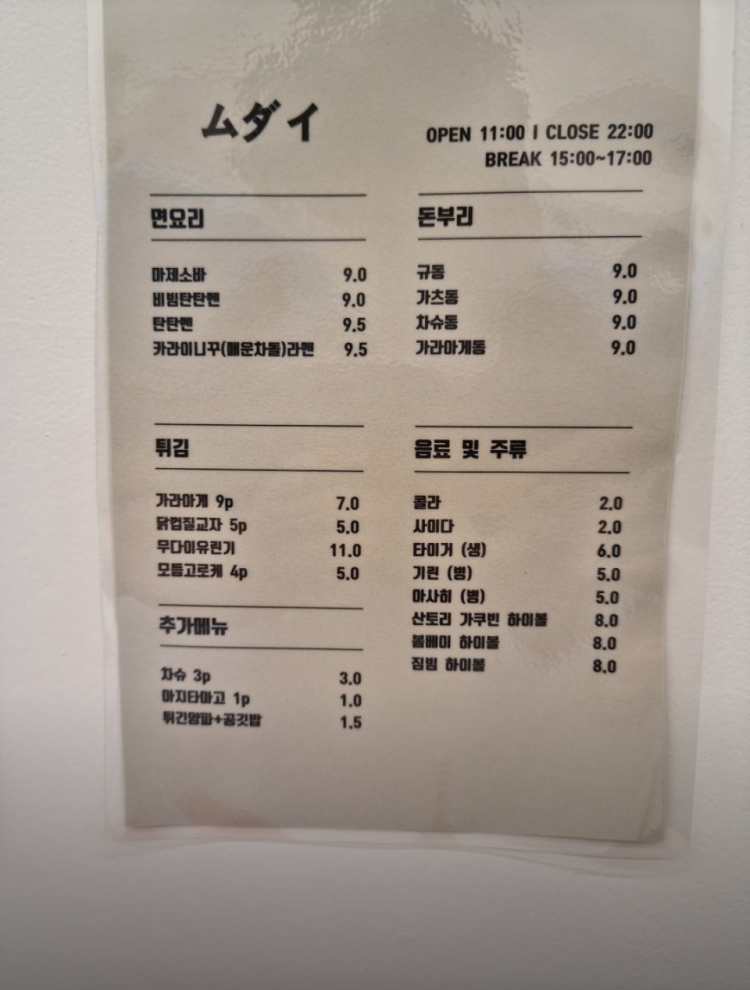 ムダイ
OPEN 11:00 | CLOSE 22:00
BREAK 15:00~17:00
면요리
마제소바 9.0
비빔탄탄멘 9.0
탄탄멘 9.5
카라이니꾸(매운차돌)라멘 9.5
돈부리
규동 9.0
가츠동 9.0
차슈동 9.0
가라아게동 9.0
튀김
가라아게 9p 7.0
닭껍질교자 5p 5.0
무다이유린기 11.0
모듬고로케 4p 5.0
추가메뉴
차슈 3p 3.0
아지타마고 1p 1.0
튀긴양파+공깃밥 1.5
음료 및 주류
콜라 2.0
사이다 2.0
타이거 (생) 6.0
기린 (병) 5.0
아사히 (병) 5.0
산토리 가쿠빈 하이볼 8.0
봄베이 하이볼 8.0
짐빔 하이볼 8.0